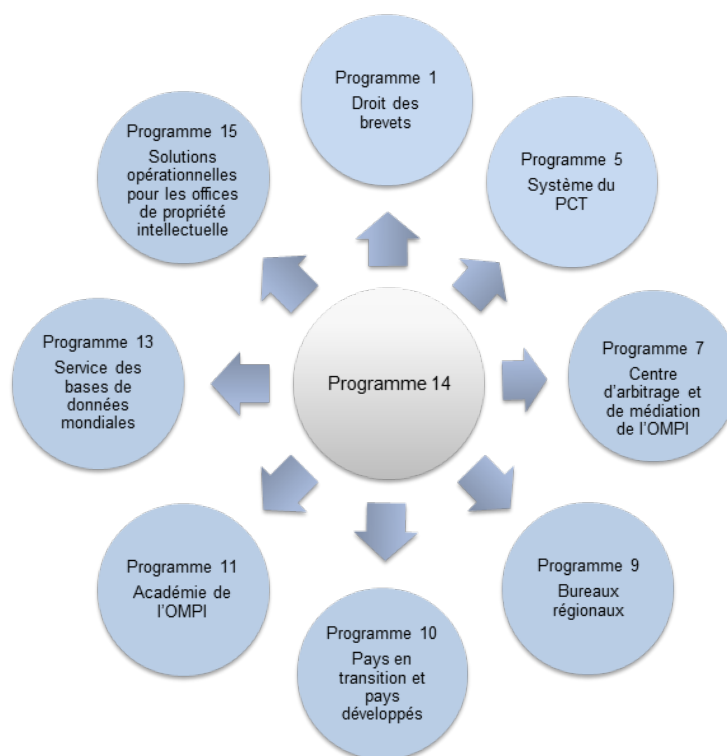 Programme 1
Droit des
brevets
Programme 5
Système du
PCT
Programme 7
Centre
d'arbitrage et
de médiation
de l'OMPI
Programme 9
Bureaux
régionaux
Programme 10
Pays en
transition et
pays
développés
Programme 11
Académie de
l'OMPI
Programme 13
Service des
bases de
données
mondiales
Programme 15
Solutions
opérationnelles
pour les offices
de propriété
intellectuelle
Programme 14